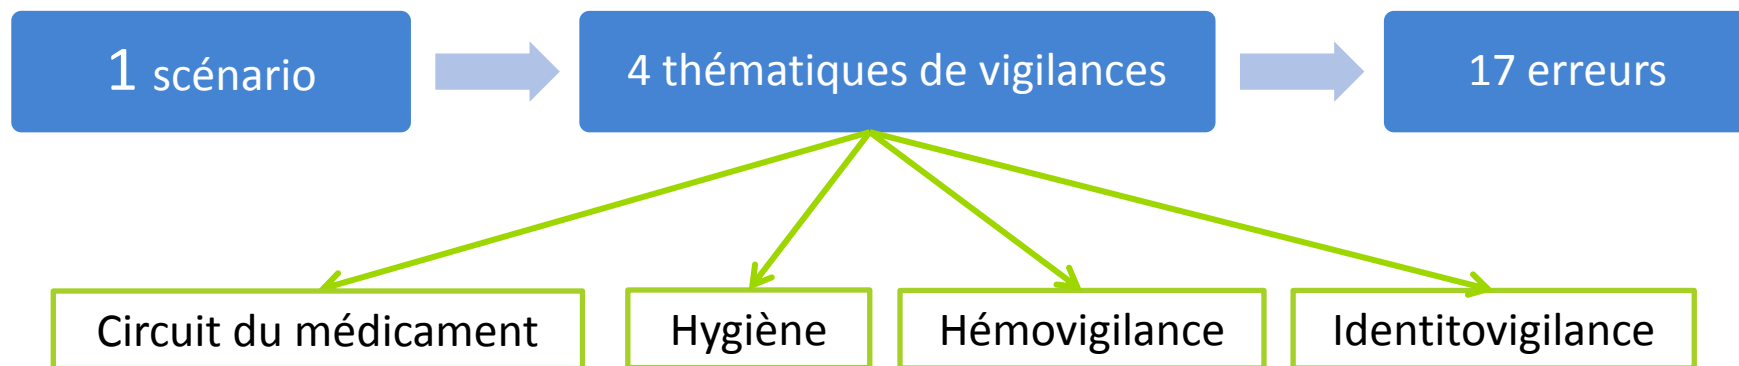 1 scénario
4 thématiques de vigilances
17 erreurs
Circuit du médicament
Hygiène
Hémovigilance
Identitovigilance